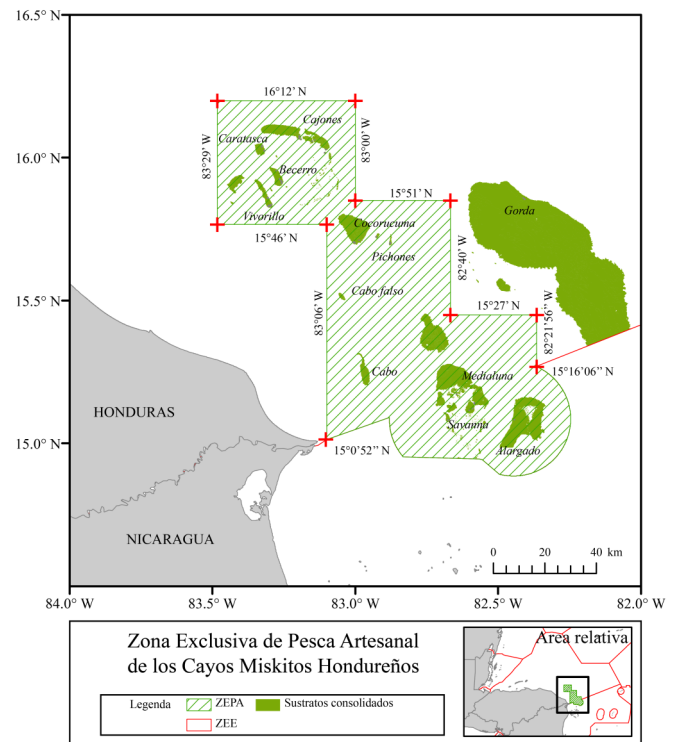 16.5° N
16°12’ N
Cajones
Caratasca
83°29’ W
83°00’ W
16.0°
Becerro
Vivorillo
15°46’ N
15°51’ N
Gorda
Cocorucuma
Pichones
82°40’ W
Cabo falso
83°06’ W
15.5°
15°27’ N
82°21’56’’ W
15°16’06’’ N
Cabo
Medialuna
HONDURAS
Savanna
Alargado
15.0°
15°0’52’’ N
NICARAGUA
0 20 40 km
84.0° W
83.5° W
83.0° W
82.5° W
82.0° W
Zona Exclusiva de Pesca Artesanal
de los Cayos Miskitos Hondureños
Legenda
ZEPA
Sustratos consolidados
ZEE
Area relativa